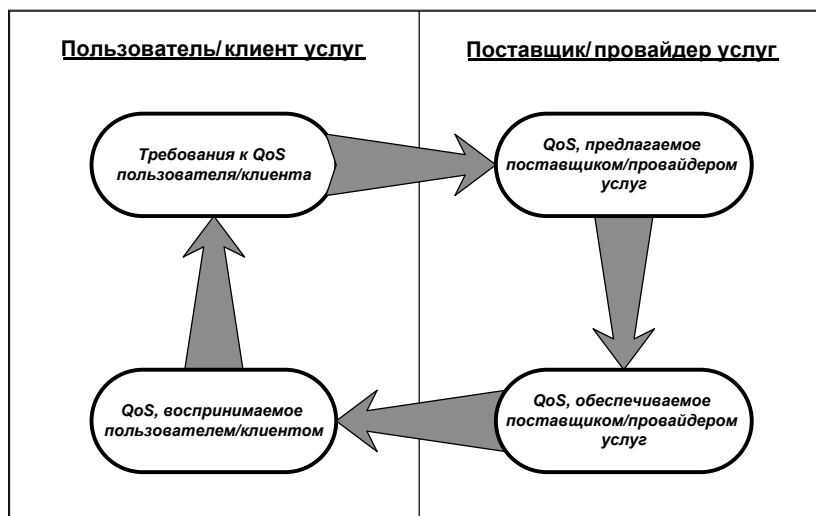 Пользователь/клиент услуг
Поставщик/провайдер услуг
Требования к QoS
пользователя/клиента
QoS, предлагаемое
поставщиком/провайдером
услуг
QoS, воспринимаемое
пользователем/клиентом
QoS, обеспечиваемое
поставщиком/провайдером
услуг